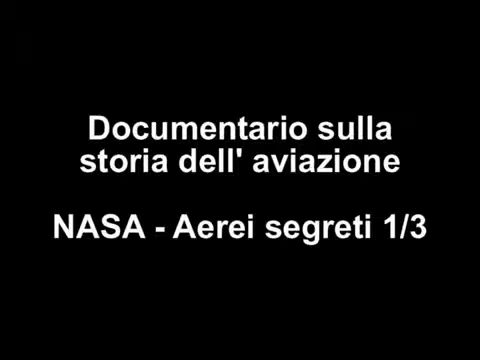 Documentario sulla
storia dell' aviazione
NASA - Aerei segreti 1/3